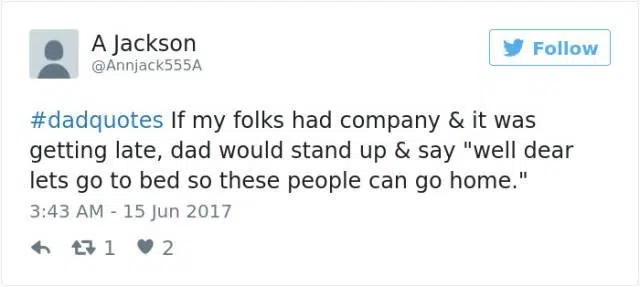 A Jackson
@Annjack555A
Follow
#dadquotes If my folks had company & it was
getting late, dad would stand up & say "well dear
lets go to bed so these people can go home."
3:43 AM - 15 Jun 2017
1 2